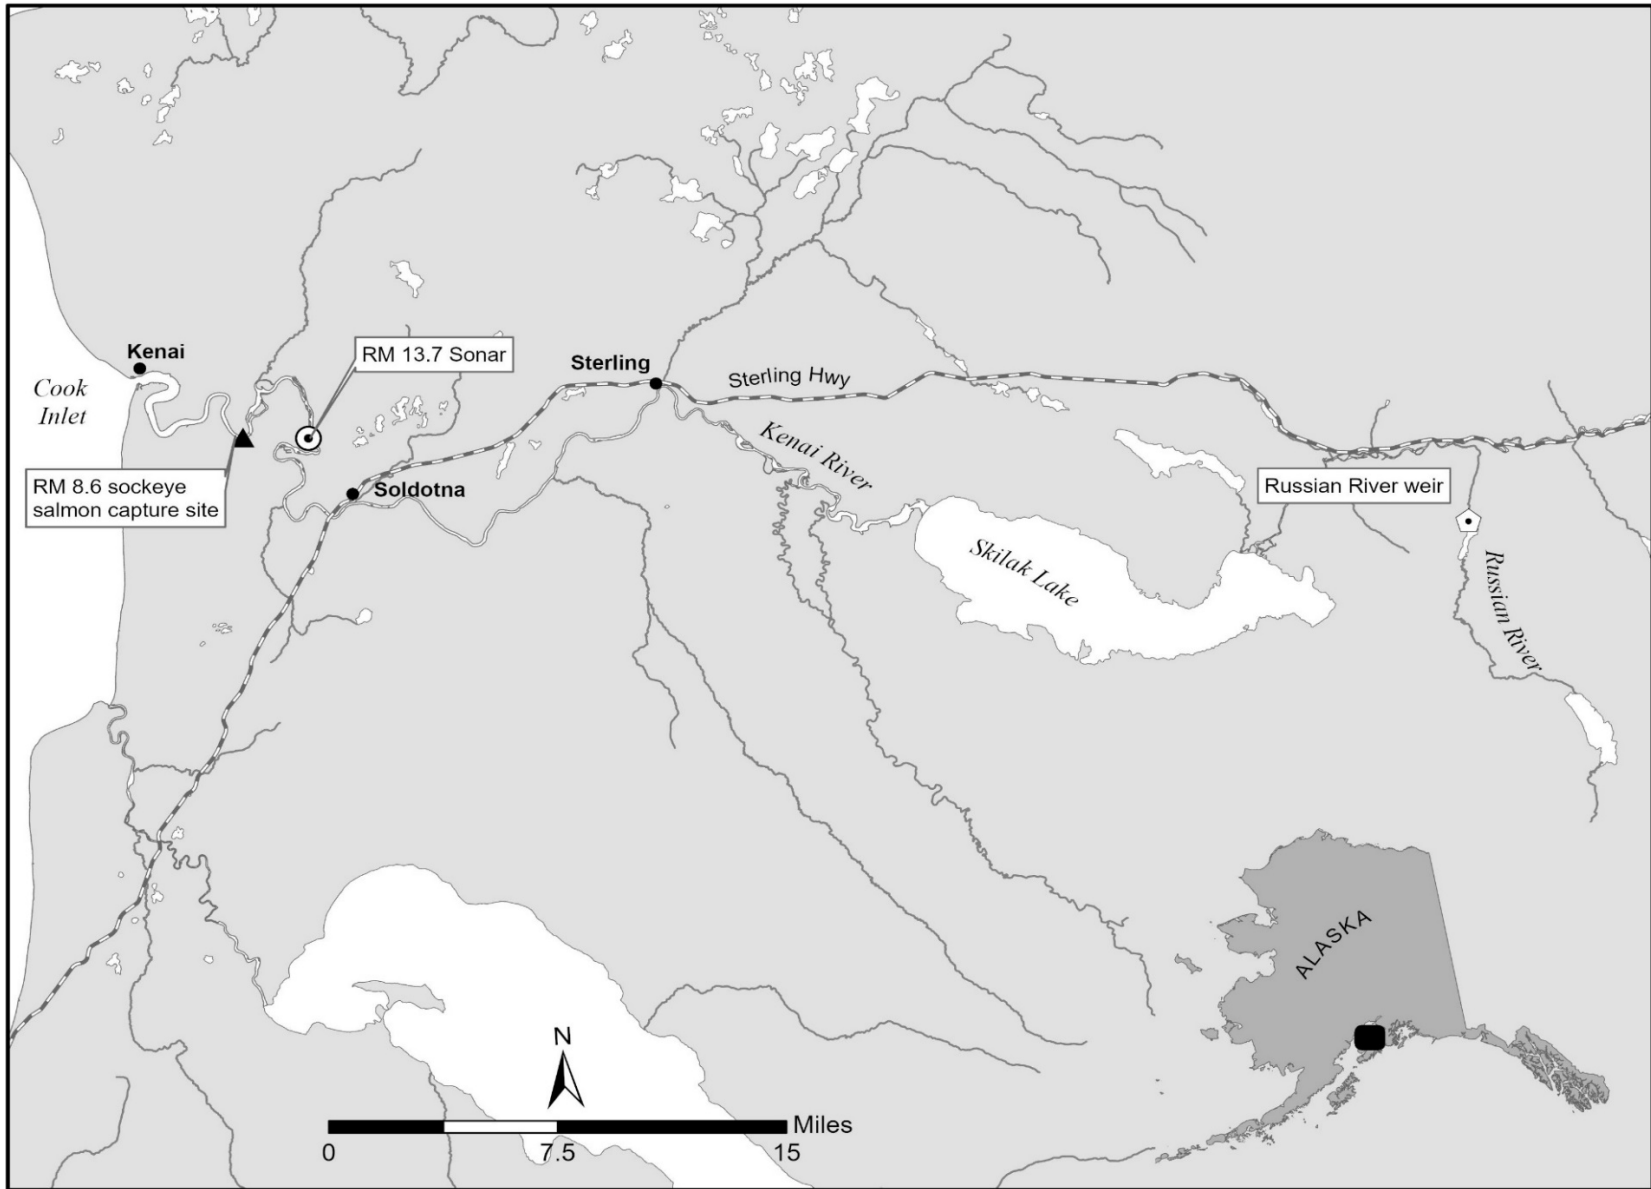 Kenai
Cook
Inlet
RM 13.7 Sonar
Sterling
Sterling Hwy
Kenai River
RM 8.6 sockeye
salmon capture site
Soldotna
Russian River weir
Skilak Lake
Russian River
ALASKA
N
Miles
0
7.5
15